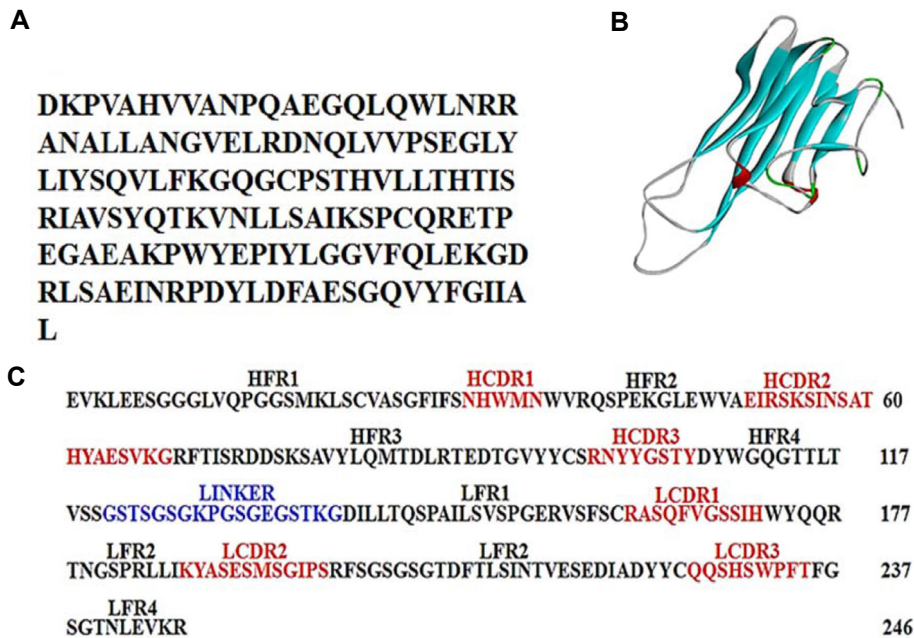 A
B
DKPVAHVVANPQAEGQLQWLNRR
ANALLANGVELRDNQLVVPSEGLY
LIYSQVLFKGQGCPSTHVLLTHTIS
RIAVSYQTKVNLLSAIKSPCQRETP
EGAEAKPWYEPIYLGGVFQLEKGD
RLSAEINRPDYLDFAESGQVYFGIIA
L
C
HFR1 HCDR1 HFR2 HCDR2
EVKLEESGGGLVQPGGSMKLSCVASGFIFSNHWMNWVRQSPEKGLEWVAEIRSKSINSAT 60
HFR3 HCDR3 HFR4
HYAESVKGRFTISRDDSKSAVYLQMTDLRTEDTGVYYCSRNYYGSTYDYWGQGTTLT 117
LINKER LFR1 LCDR1
VSSGSTSGSGKPGSGEGSTKGDILLTQSPAILSVSPGERVSFSCRASQFVGSSIHWYQQR 177
LFR2 LCDR2 LFR2 LCDR3
TNGSPRLLIKYASESMSGIPSRFSGSGSGTDFTLSINTVESEDIADYYCQQSHSWPFTFG 237
LFR4
SGTNLEVKR 246